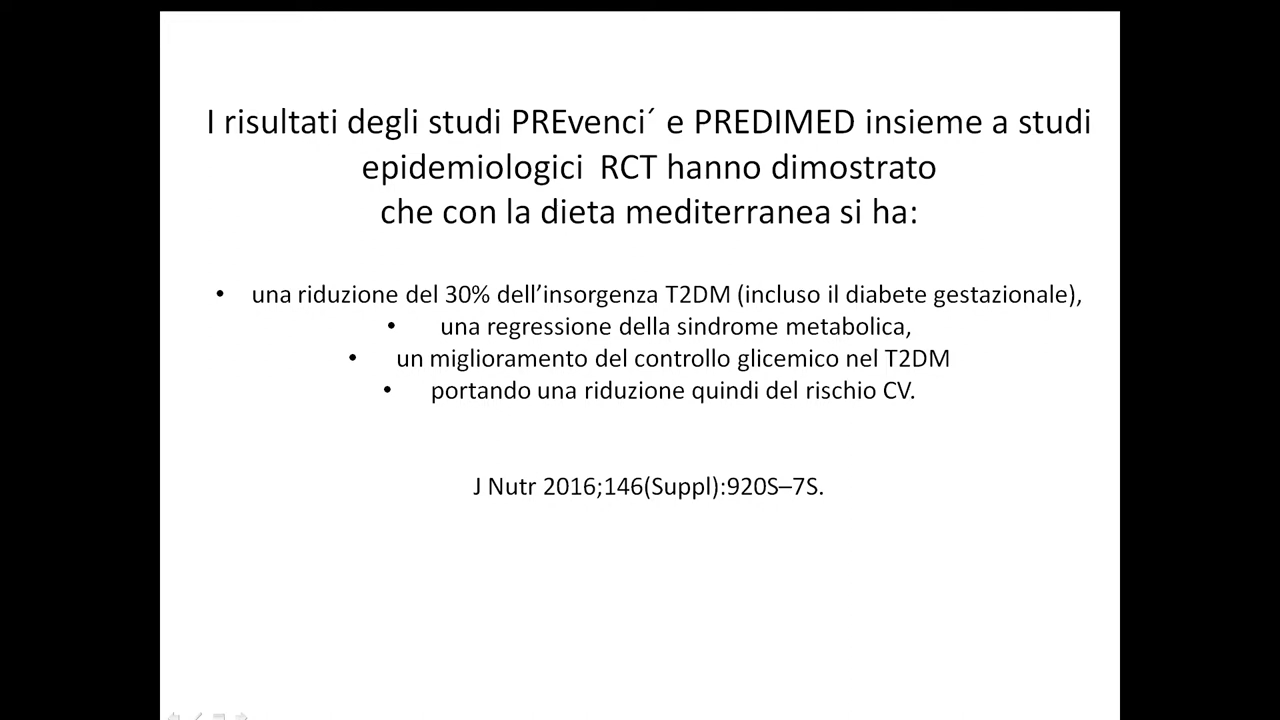 I risultati degli studi PREvenci´ e PREDIMED insieme a studi
epidemiologici RCT hanno dimostrato
che con la dieta mediterranea si ha:
• una riduzione del 30% dell’insorgenza T2DM (incluso il diabete gestazionale),
• una regressione della sindrome metabolica,
• un miglioramento del controllo glicemico nel T2DM
• portando una riduzione quindi del rischio CV.
J Nutr 2016;146(Suppl):920S–7S.